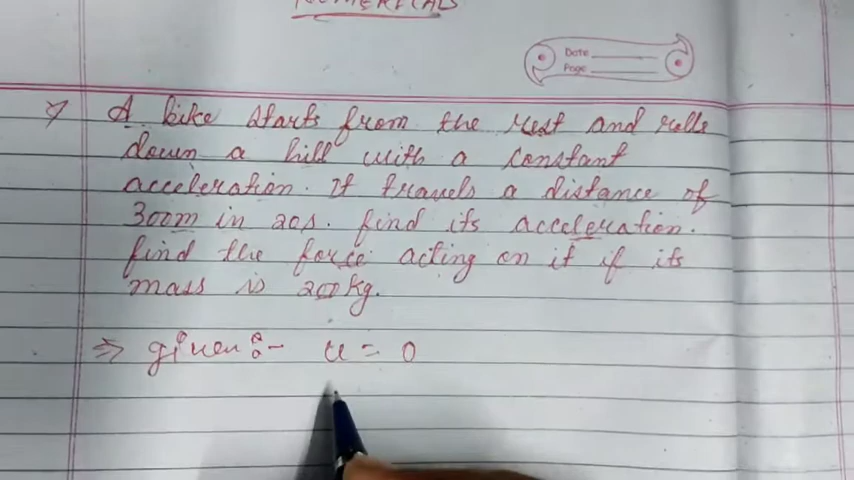 NUMERICALS
Date
Page
A bike starts from the rest and rolls
down a hill with a constant
acceleration. It travels a distance of
300m in 20s. find its acceleration.
find the force acting on it if its
mass is 200kg.
⇒ given:- u = 0